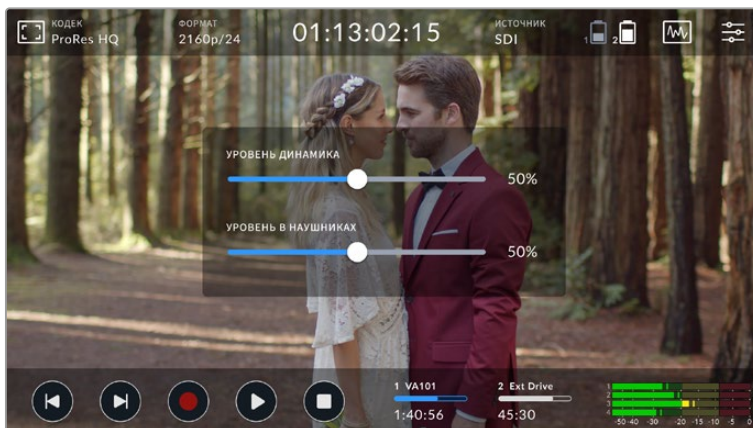 КОДЕК
ProRes HQ
ФОРМАТ
2160p/24
01:13:02:15
ИСТОЧНИК
SDI
1
2
УРОВЕНЬ ДИНАМИКА
50%
УРОВЕНЬ В НАУШНИКАХ
50%
1 VA101
1:40:56
2 Ext Drive
45:30
1
2
3
4
-50 -40 -30 -20 -15 -10 -5 0